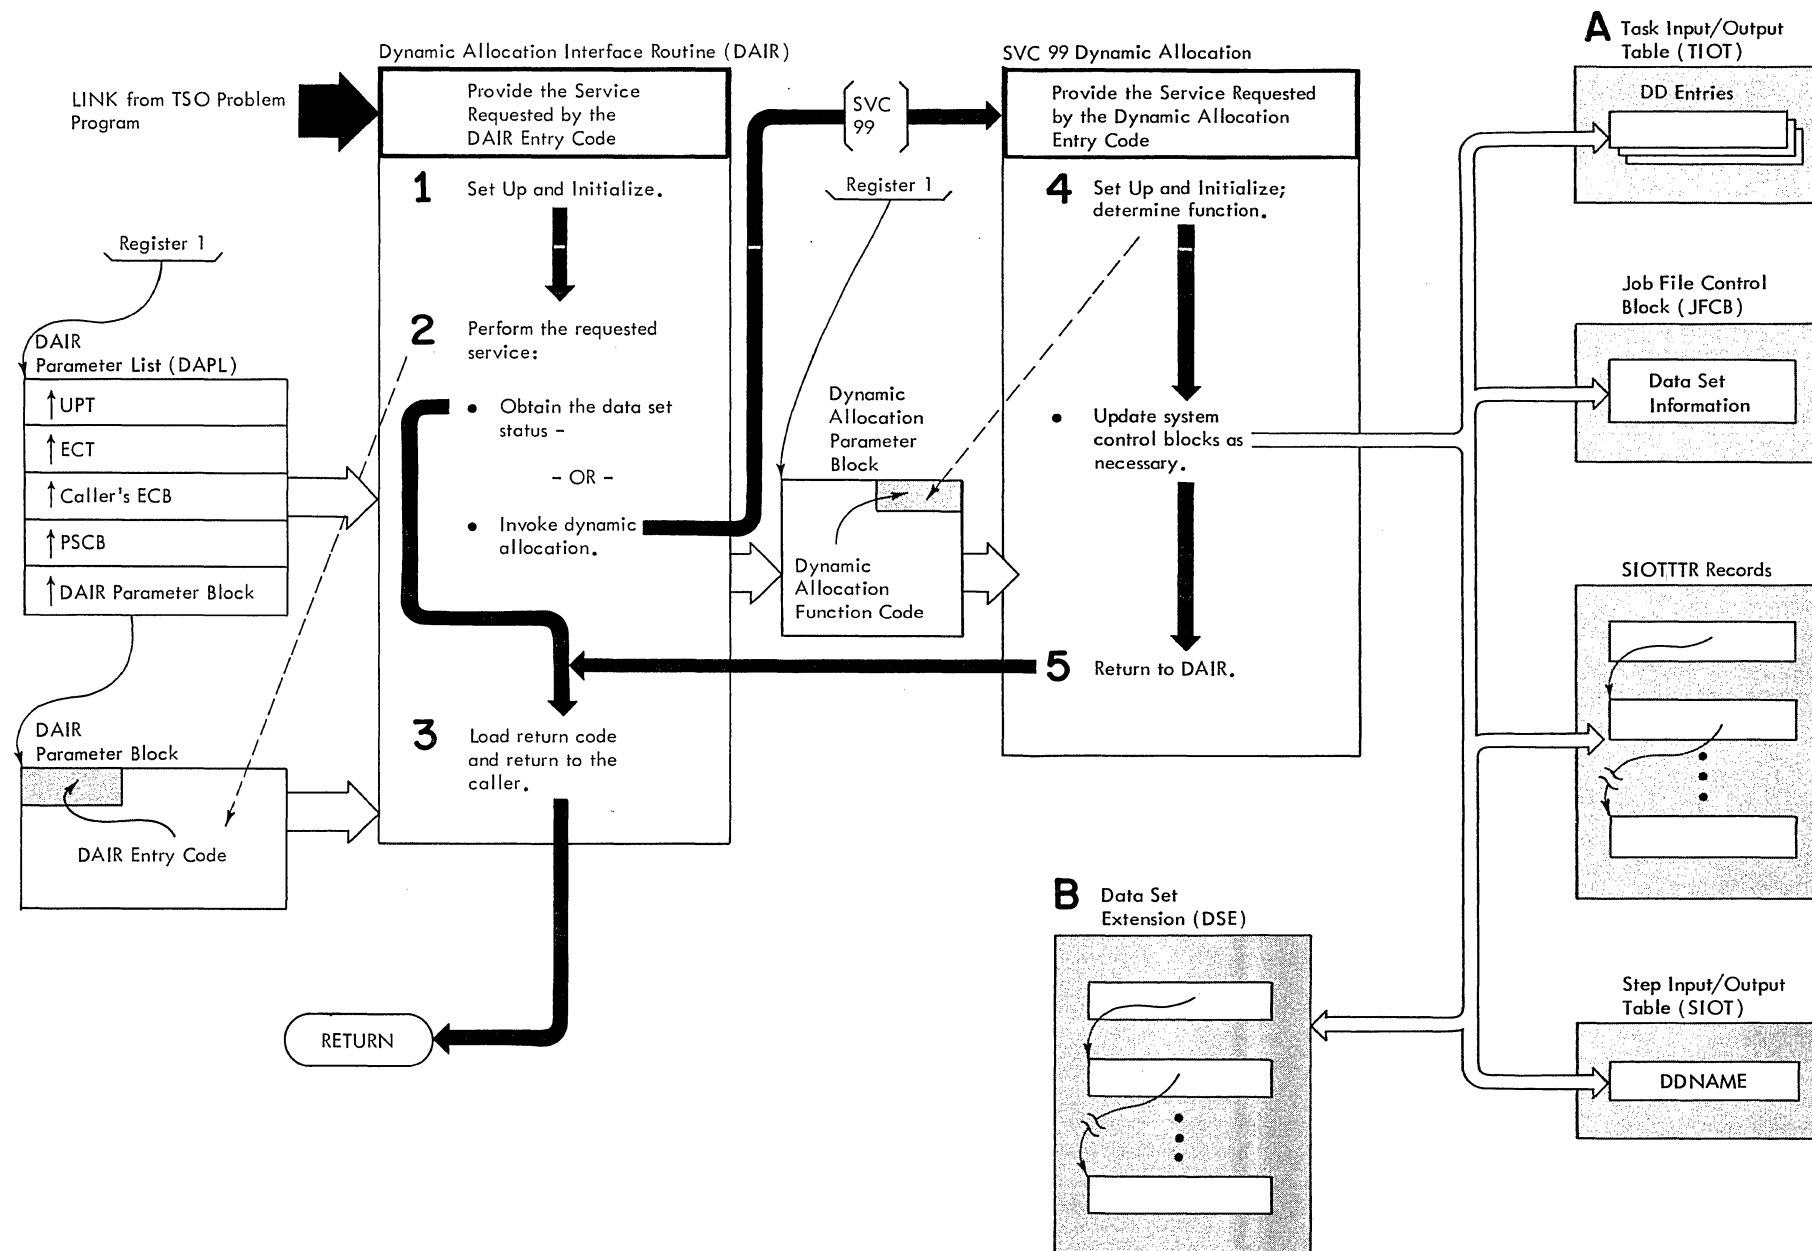 Dynamic Allocation Interface Routine (DAIR)
LINK from TSO Problem
Program
Provide the Service
Requested by the
DAIR Entry Code
1 Set Up and Initialize.
Register 1
2 Perform the requested
service:
• Obtain the data set
status –
– OR –
• Invoke dynamic
allocation.
DAIR
Parameter List (DAPL)
↑UPT
↑ECT
↑Caller's ECB
↑PSCB
↑DAIR Parameter Block
DAIR
Parameter Block
DAIR Entry Code
3 Load return code
and return to the
caller.
RETURN
SVC
99
Register 1
Dynamic
Allocation
Parameter
Block
Dynamic
Allocation
Function Code
SVC 99 Dynamic Allocation
Provide the Service Requested
by the Dynamic Allocation
Entry Code
4 Set Up and Initialize;
determine function.
• Update system
control blocks as
necessary.
5 Return to DAIR.
A Task Input/Output
Table (TIOT)
DD Entries
Job File Control
Block (JFCB)
Data Set
Information
SIOTTTR Records
B Data Set
Extension (DSE)
Step Input/Output
Table (SIOT)
DDNAME